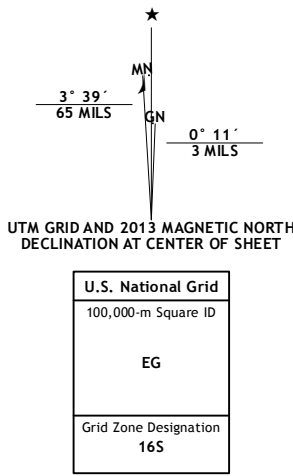 MN
3° 39´
65 MILS
GN
0° 11´
3 MILS
UTM GRID AND 2013 MAGNETIC NORTH
DECLINATION AT CENTER OF SHEET
U.S. National Grid
100,000-m Square ID
EG
Grid Zone Designation
16S